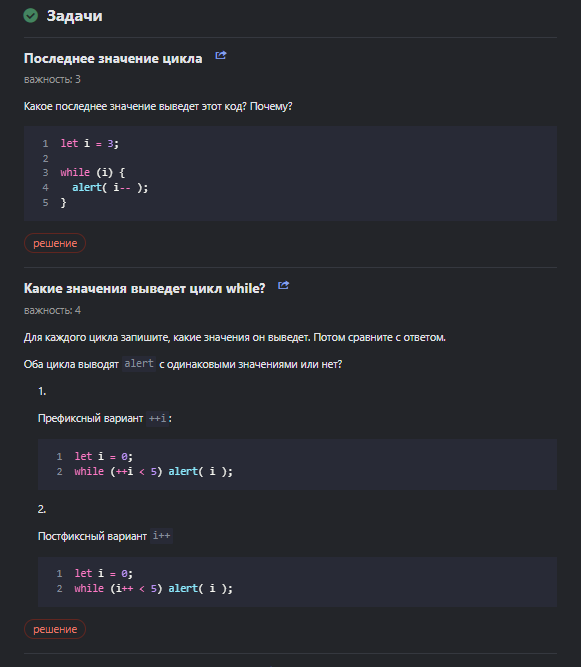 Задачи
Последнее значение цикла
важность: 3
Какое последнее значение выведет этот код? Почему?
1 let i = 3;
2
3 while (i) {
4   alert( i-- );
5 }
решение
Какие значения выведет цикл while?
важность: 4
Для каждого цикла запишите, какие значения он выведет. Потом сравните с ответом.
Оба цикла выводят alert с одинаковыми значениями или нет?
1.
Префиксный вариант ++i:
1 let i = 0;
2 while (++i < 5) alert( i );
2.
Постфиксный вариант i++
1 let i = 0;
2 while (i++ < 5) alert( i );
решение